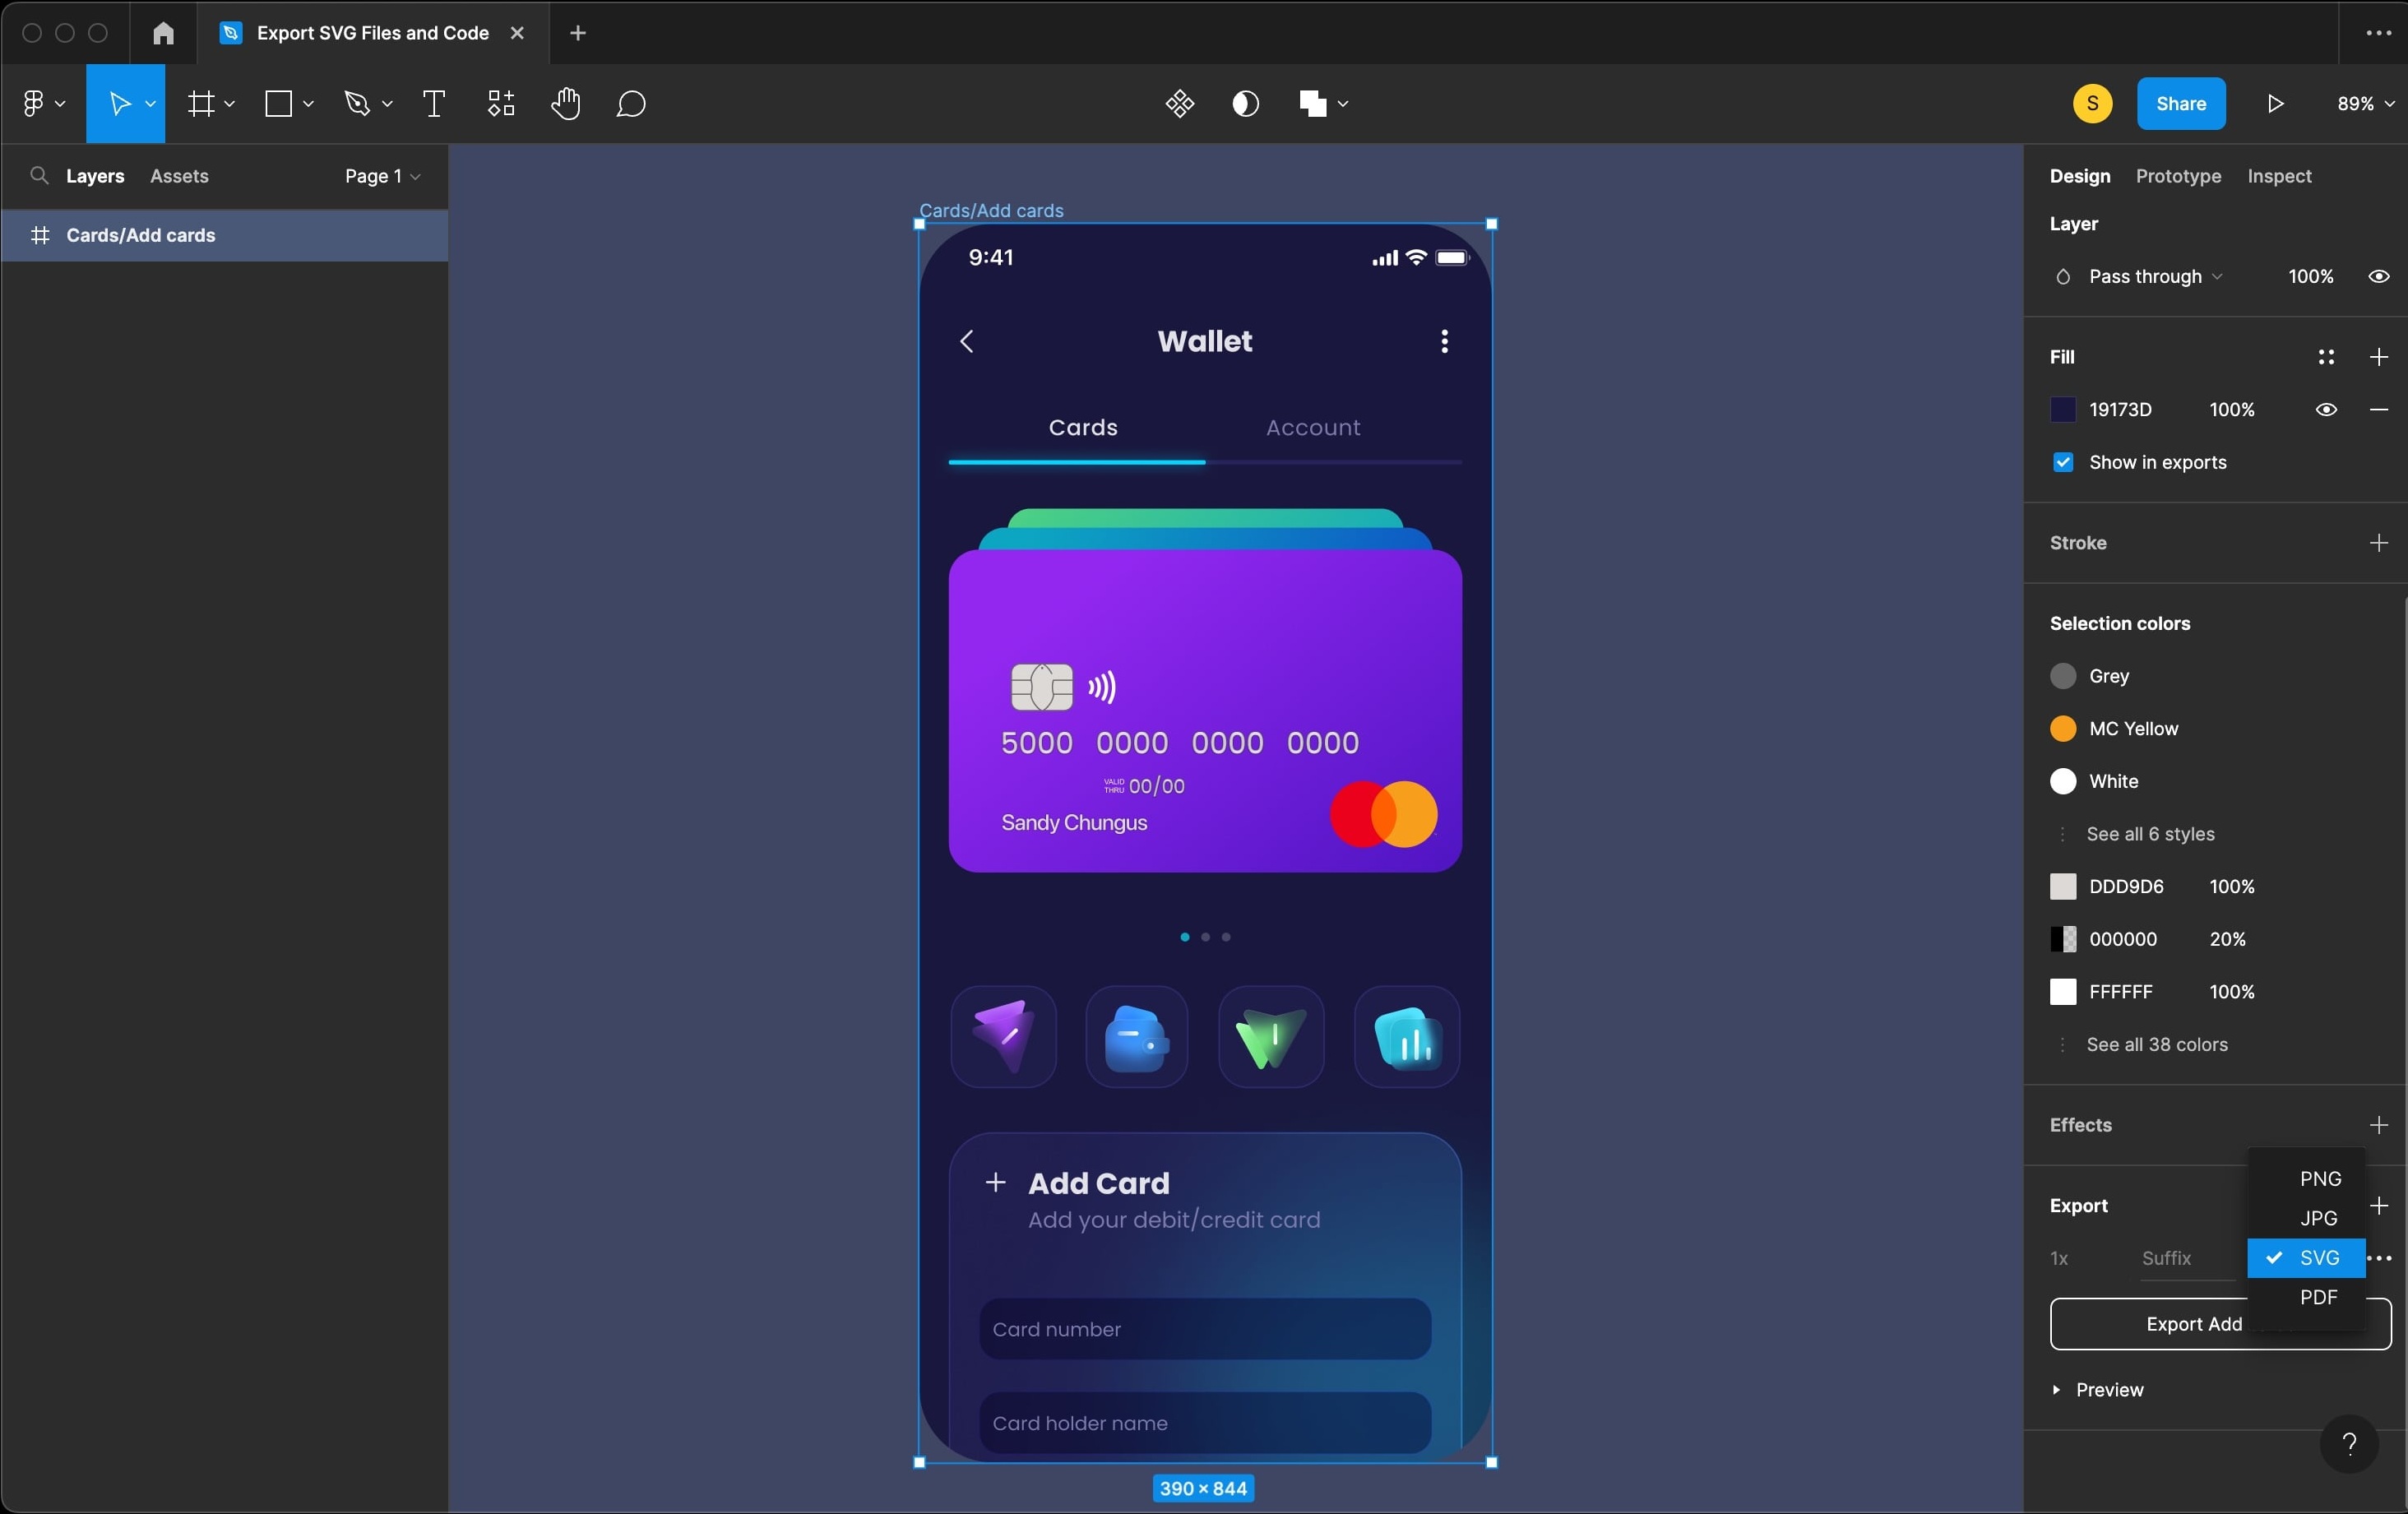 Export SVG Files and Code
S
Share
89%
Layers
Assets
Page 1
Cards/Add cards
Cards/Add cards
9:41
Wallet
Cards
Account
5000 0000 0000 0000
VALID
THRU
00/00
Sandy Chungus
Add Card
Add your debit/credit card
Card number
Card holder name
390 × 844
Design
Prototype
Inspect
Layer
Pass through
100%
Fill
19173D
100%
Show in exports
Stroke
Selection colors
Grey
MC Yellow
White
See all 6 styles
DDD9D6
100%
000000
20%
FFFFFF
100%
See all 38 colors
Effects
Export
PNG
JPG
SVG
PDF
1x
Suffix
Export Add
Preview
?